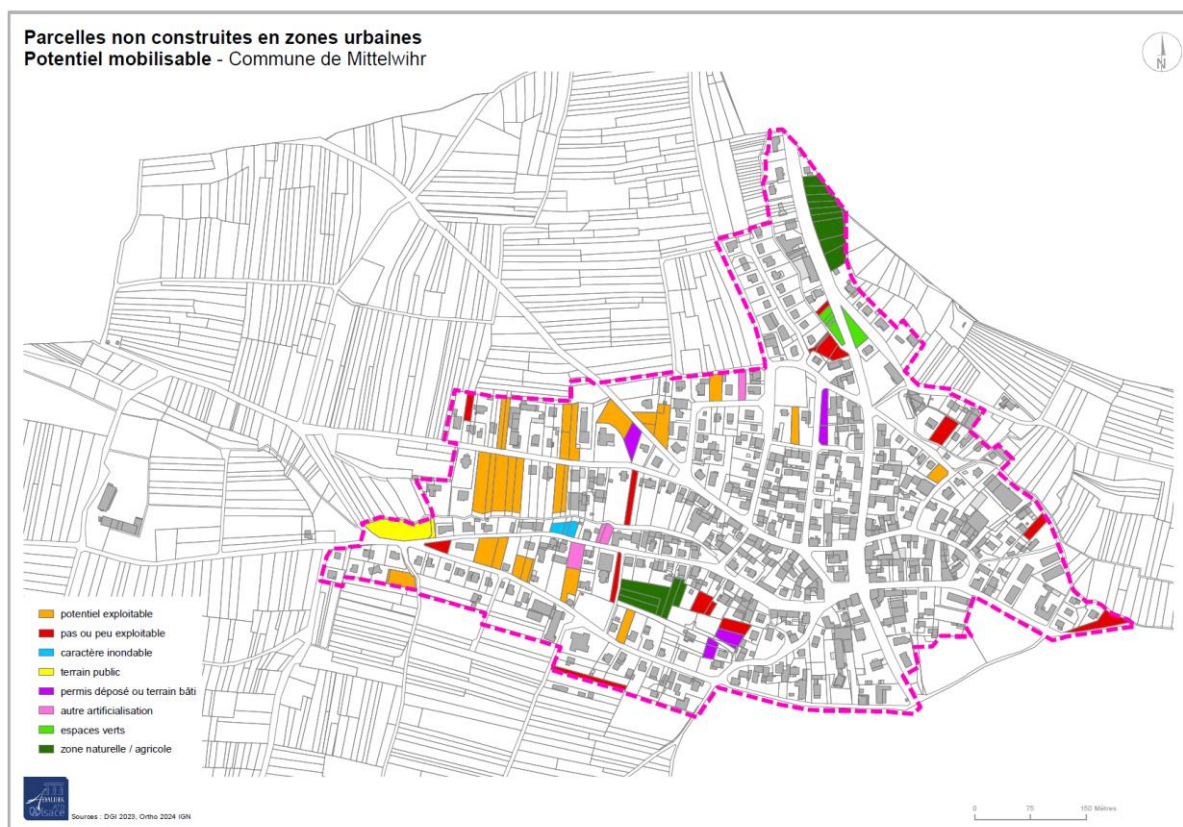 Parcelles non construites en zones urbaines
Potentiel mobilisable - Commune de Mittelwihr
N
potentiel exploitable
pas ou peu exploitable
caractère inondable
terrain public
permis déposé ou terrain bâti
autre artificialisation
espaces verts
zone naturelle / agricole
Sources : DGI 2023, Ortho 2024 IGN
0 75 150 Mètres